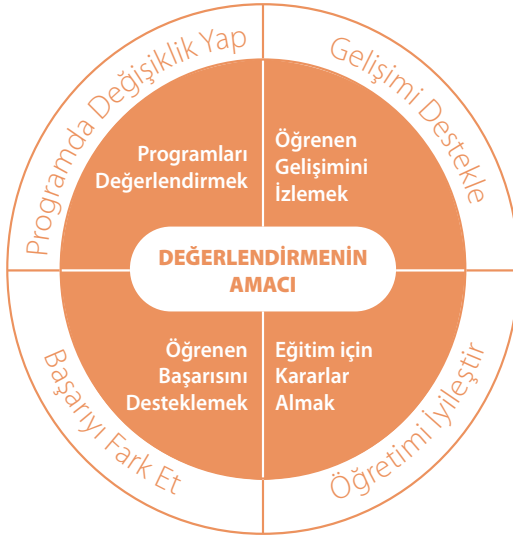 Programda Değişiklik Yap
Gelişimi Destekle
Programları
Değerlendirmek
Öğrenen
Gelişimini
İzlemek
DEĞERLENDİRMENİN
AMACI
Öğrenen
Başarısını
Desteklemek
Eğitim için
Kararlar
Almak
Başarıyı Fark Et
Öğretimi İyileştir